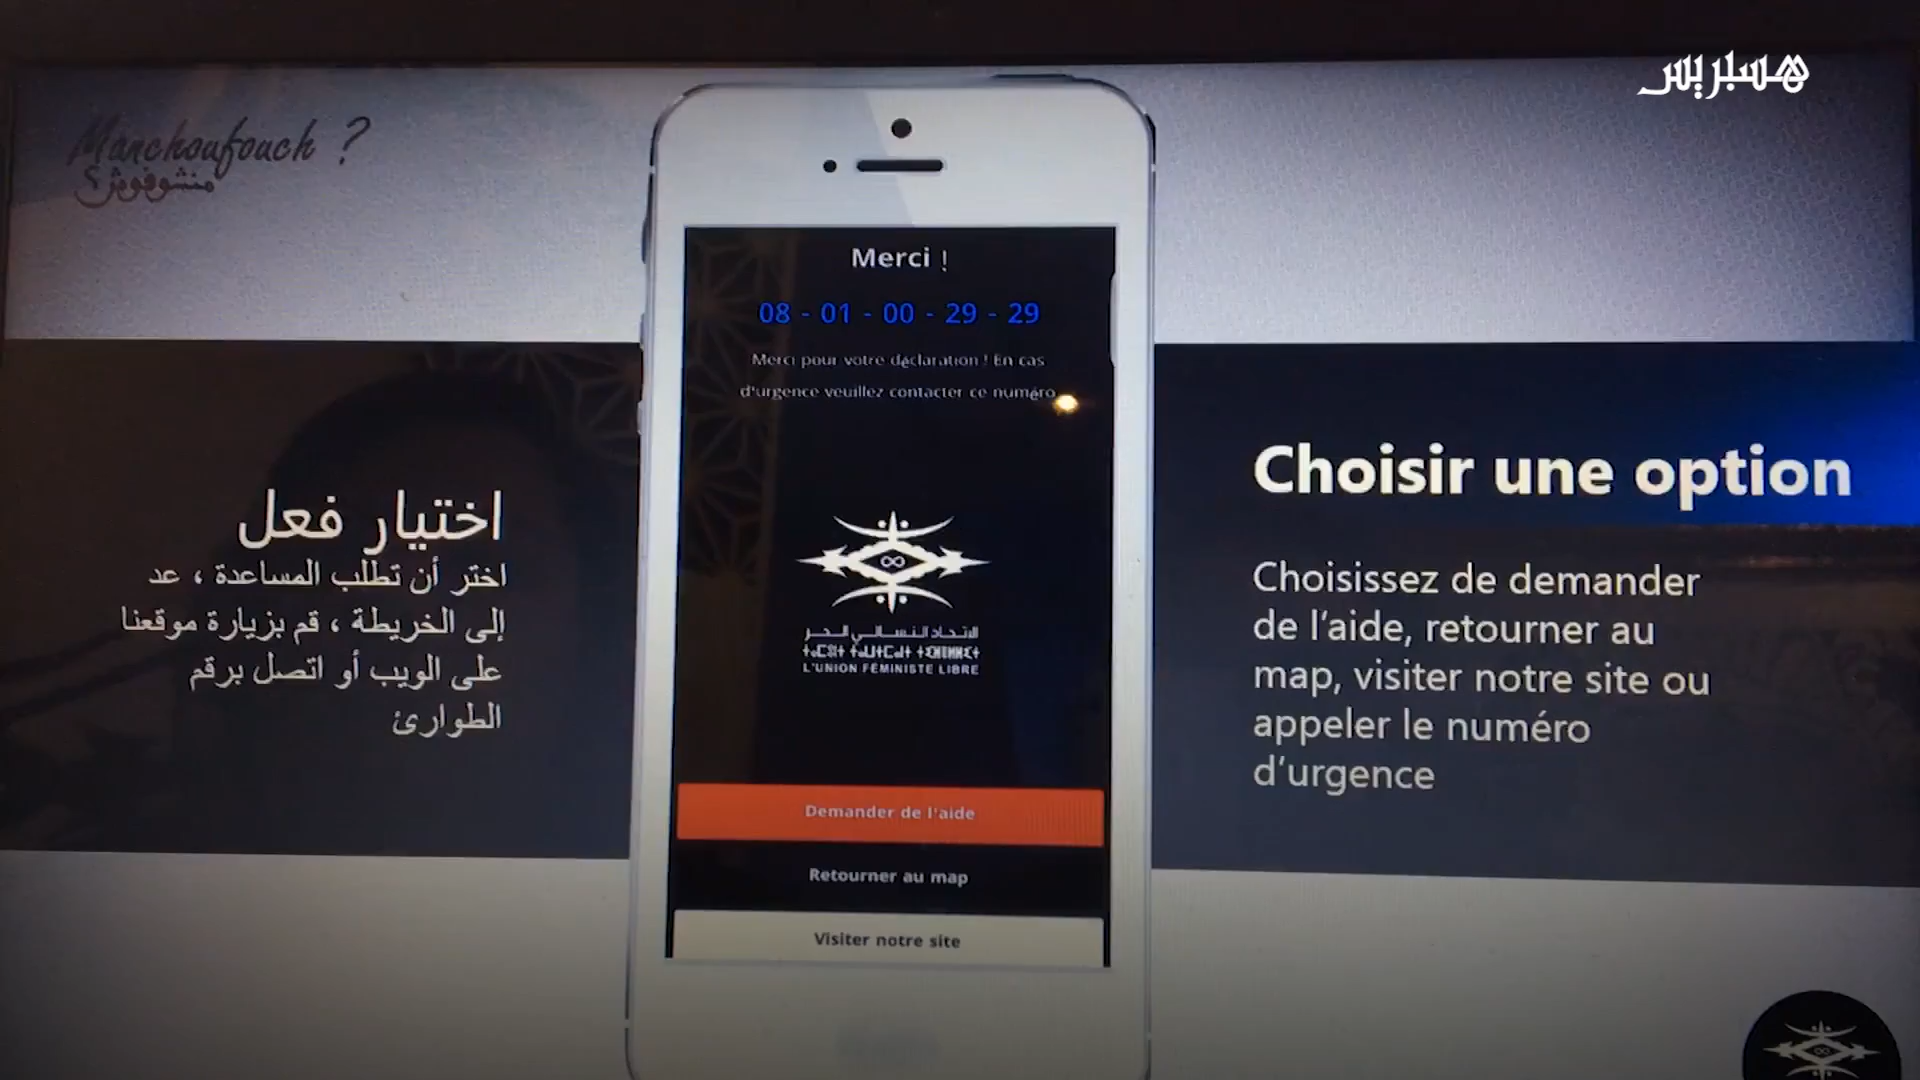 هسبريس
Manchoufouch ?
منشوفوش؟
Merci !
08 - 01 - 00 - 29 - 29
Merci pour votre déclaration ! En cas
d'urgence veuillez contacter ce numéro
الاتحاد النسائي الحر
L'UNION FÉMINISTE LIBRE
Demander de l'aide
Retourner au map
Visiter notre site
اختيار فعل
اختر أن تطلب المساعدة ، عد
إلى الخريطة ، قم بزيارة موقعنا
على الويب أو اتصل برقم
الطوارئ
Choisir une option
Choisissez de demander
de l'aide, retourner au
map, visiter notre site ou
appeler le numéro
d'urgence